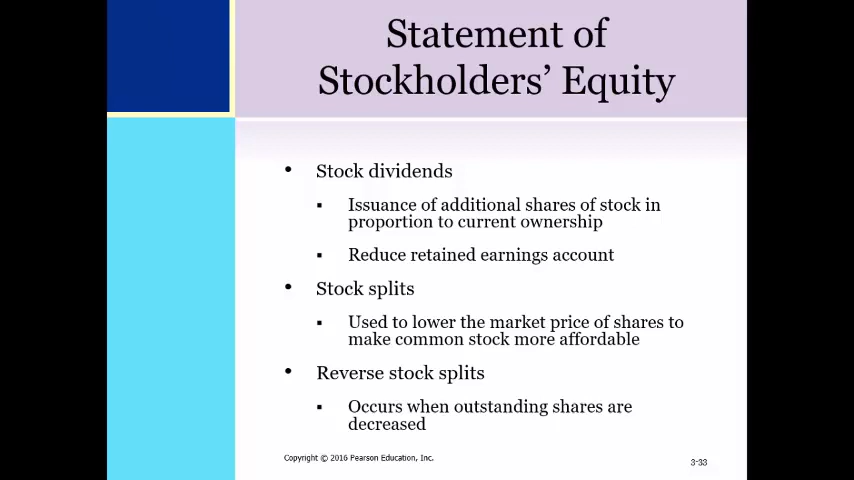 Statement of
Stockholders’ Equity
• Stock dividends
▪ Issuance of additional shares of stock in
proportion to current ownership
▪ Reduce retained earnings account
• Stock splits
▪ Used to lower the market price of shares to
make common stock more affordable
• Reverse stock splits
▪ Occurs when outstanding shares are
decreased
Copyright © 2016 Pearson Education, Inc.
3-33